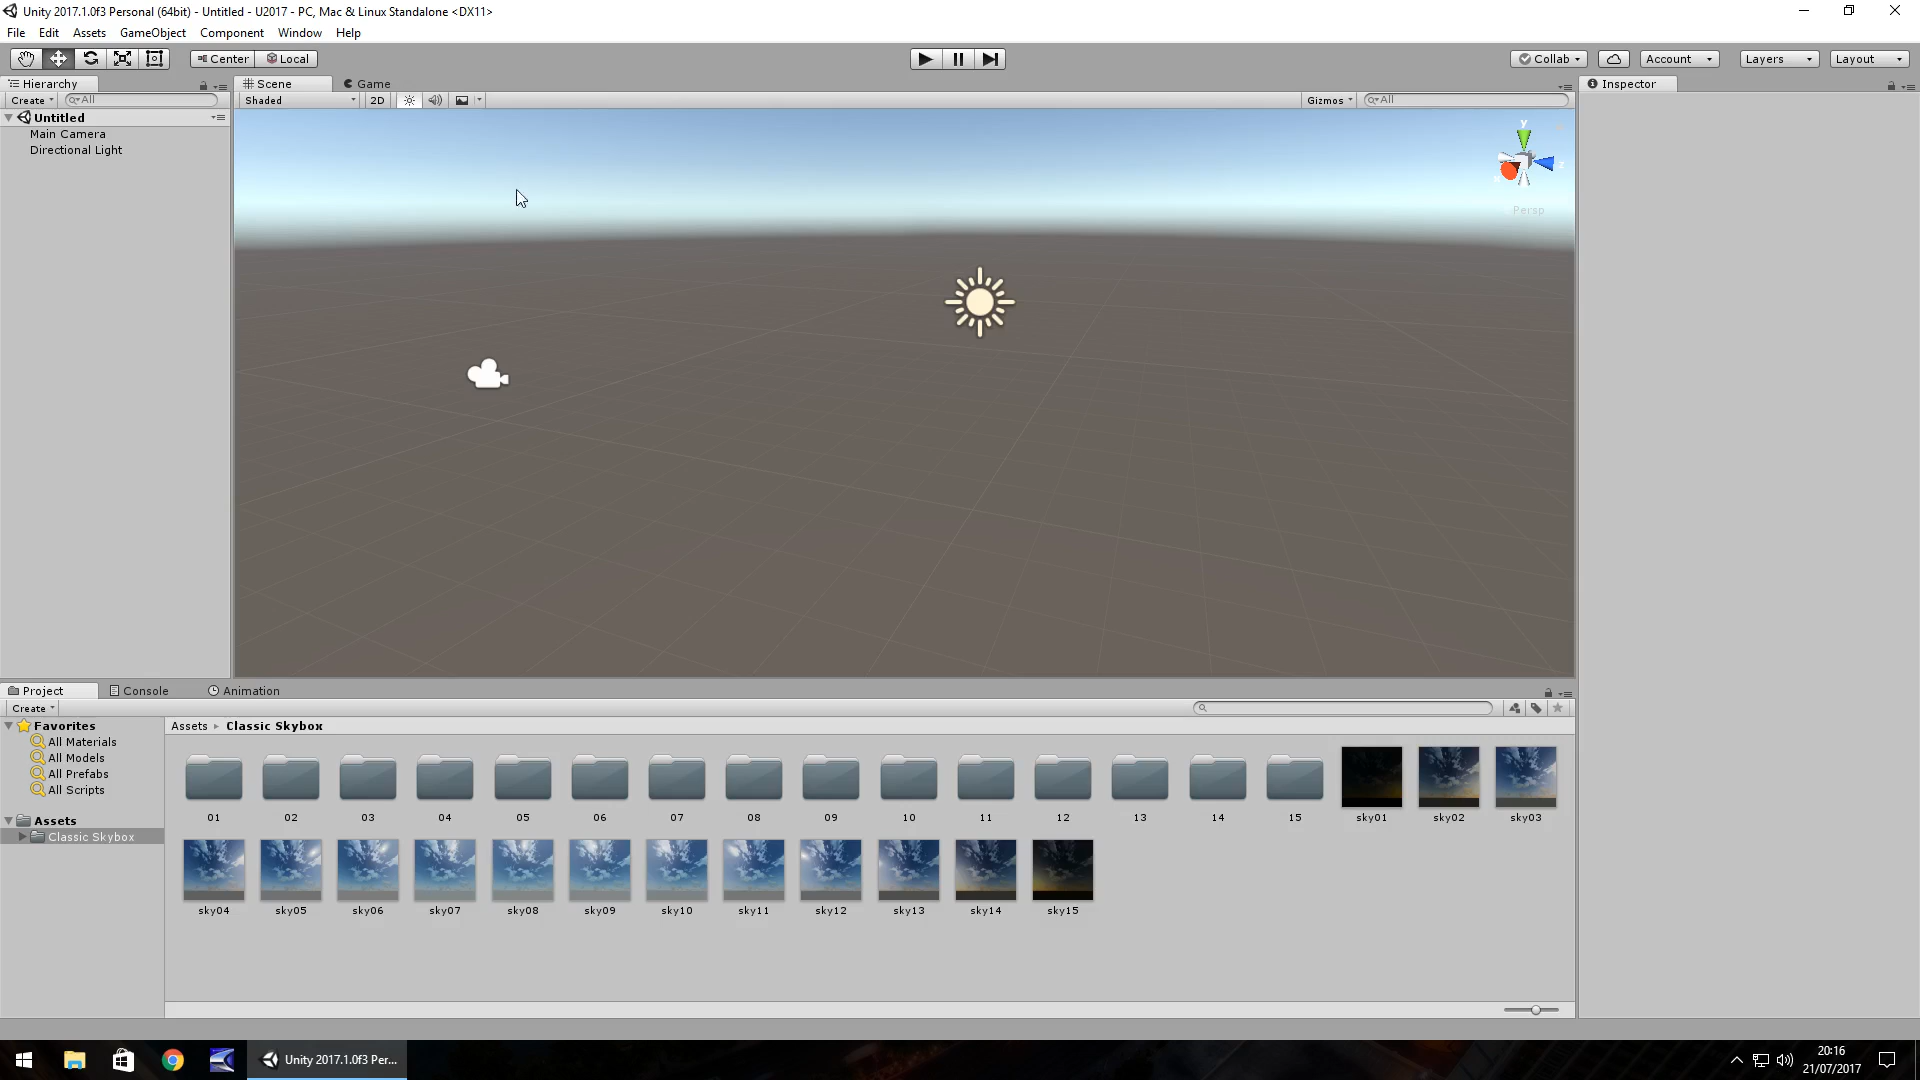 Unity 2017.1.0f3 Personal (64bit) - Untitled - U2017 - PC, Mac & Linux Standalone <DX11>
File Edit Assets GameObject Component Window Help
Center Local Collab Account Layers Layout
Hierarchy Scene Game Inspector
Create All Shaded 2D Gizmos All
Untitled
Main Camera
Directional Light
y
z
Persp
Project Console Animation
Create
Favorites
All Materials
All Models
All Prefabs
All Scripts
Assets
Classic Skybox
Assets Classic Skybox
01 02 03 04 05 06 07 08 09 10 11 12 13 14 15 sky01 sky02 sky03
sky04 sky05 sky06 sky07 sky08 sky09 sky10 sky11 sky12 sky13 sky14 sky15
Unity 2017.1.0f3 Per...
20:16
21/07/2017